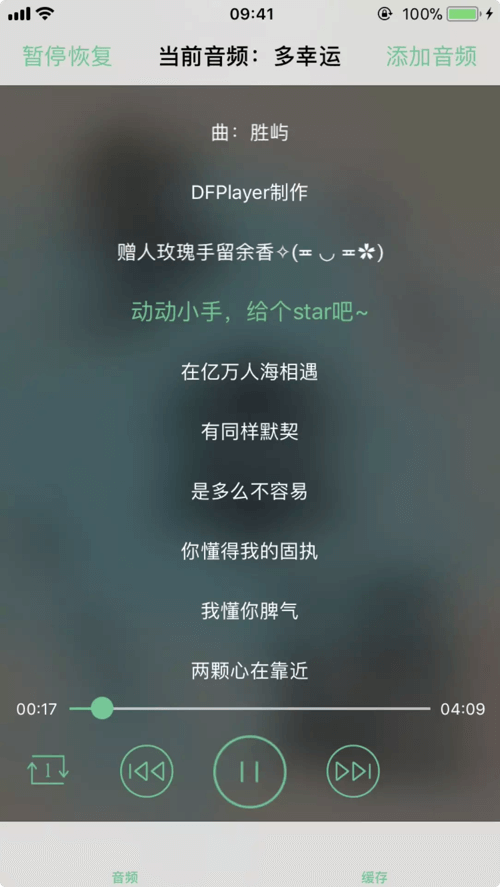 09:41
100%
暂停恢复 当前音频：多幸运 添加音频
曲：胜屿
DFPlayer制作
赠人玫瑰手留余香✧(≖ ◡ ≖✿)
动动小手，给个star吧~
在亿万人海相遇
有同样默契
是多么不容易
你懂得我的固执
我懂你脾气
两颗心在靠近
00:17 04:09
1
音频 缓存